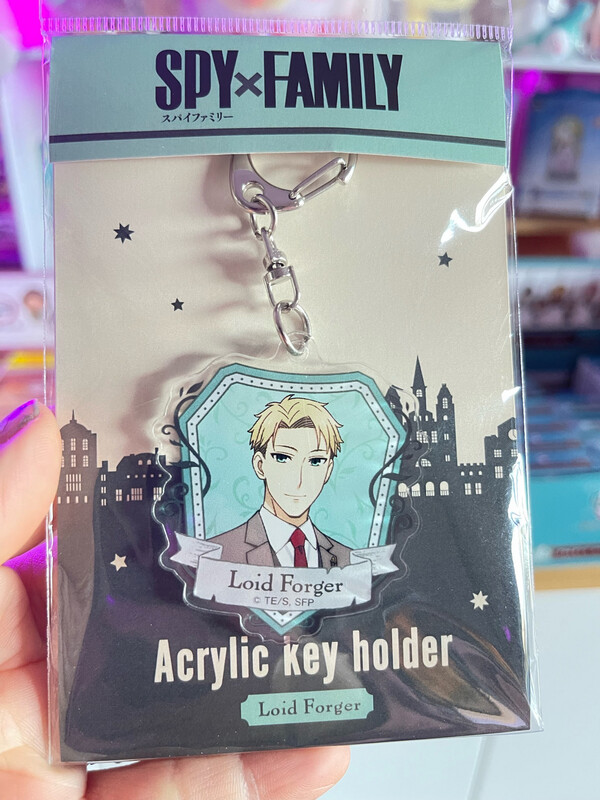 SPY×FAMILY
スパイファミリー
Loid Forger
© TE/S, SFP
Acrylic key holder
Loid Forger